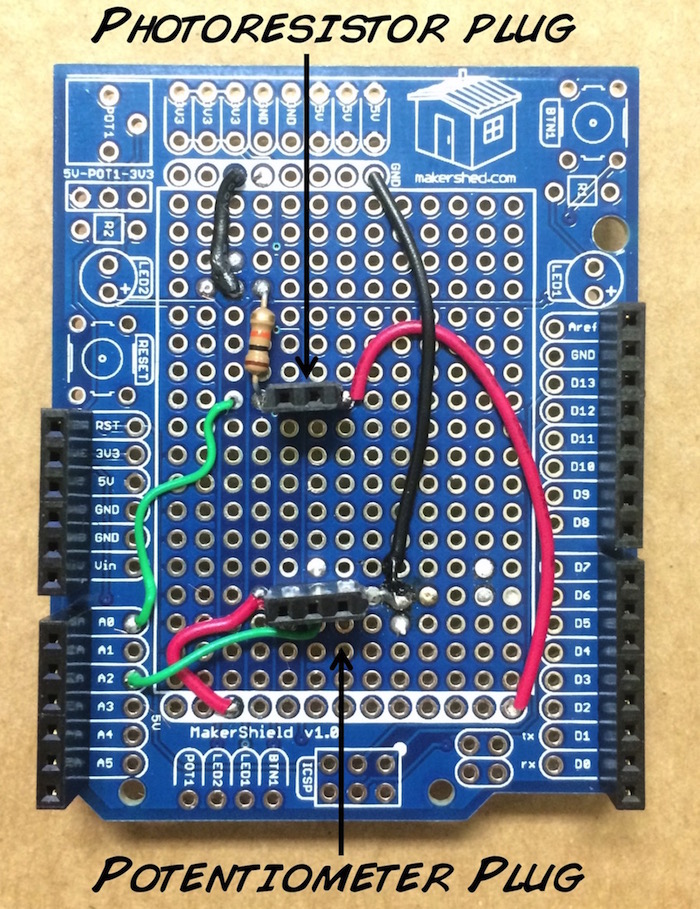 PHOTORESISTOR PLUG
POT1
3V3
3V3
3V3
GND
GND
5V
5V
5V
BTN1
makershed.com
GND
5V-POT1-3V3
R1
R2
LED2
+
LED1
+
RESET
Aref
GND
RST
D13
3V3
D12
5V
D11
GND
D10
GND
D9
Vin
D8
D7
A0
D6
A1
D5
A2
D4
A3
D3
A4
D2
A5
D1
D0
5V
MakerShield v1.0
tx
rx
POT1
LED2
LED1
BTN1
ICSP
POTENTIOMETER PLUG